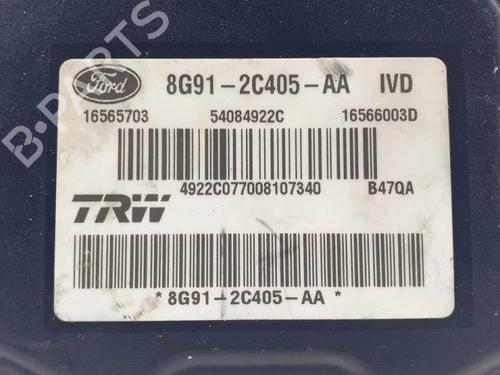 Ford 8G91-2C405-AA IVD
16565703 54084922C 16566003D
4922C077008107340 B47QA
TRW
*8G91-2C405-AA*
B-PARTS